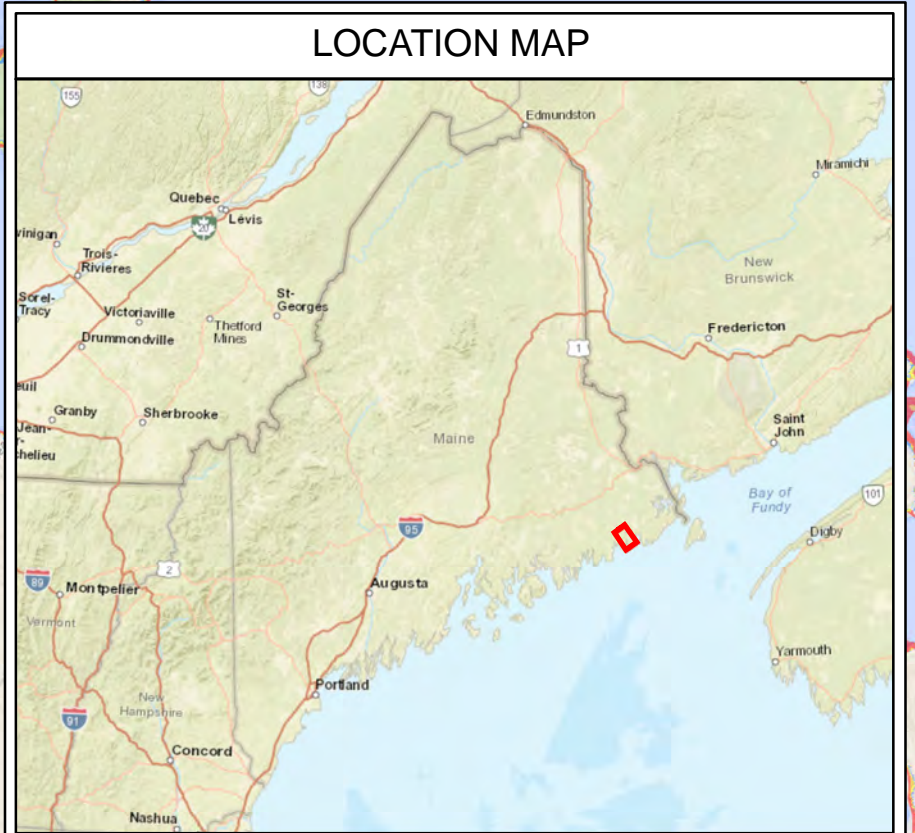 LOCATION MAP
155
138
Edmundston
Miramichi
Quebec
Lévis
20
vinigan
Trois-
Rivieres
New
Brunswick
Sorel-
Tracy
Victoriaville
St-
Georges
Thetford
Mines
Drummondville
Fredericton
1
euil
Granby
Sherbrooke
Saint
John
Jean-
r-
chelieu
Maine
Bay of
Fundy
101
95
Digby
2
89
Montpelier
Augusta
Vermont
Yarmouth
Portland
New
Hampshire
91
Concord
Nashua